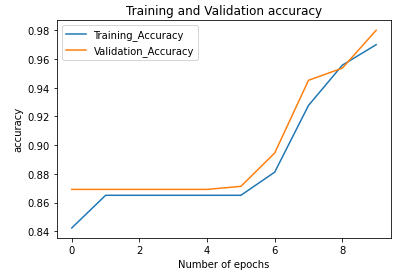 Training and Validation accuracy
Training_Accuracy
Validation_Accuracy
0.98
0.96
0.94
0.92
0.90
0.88
0.86
0.84
accuracy
0 2 4 6 8
Number of epochs